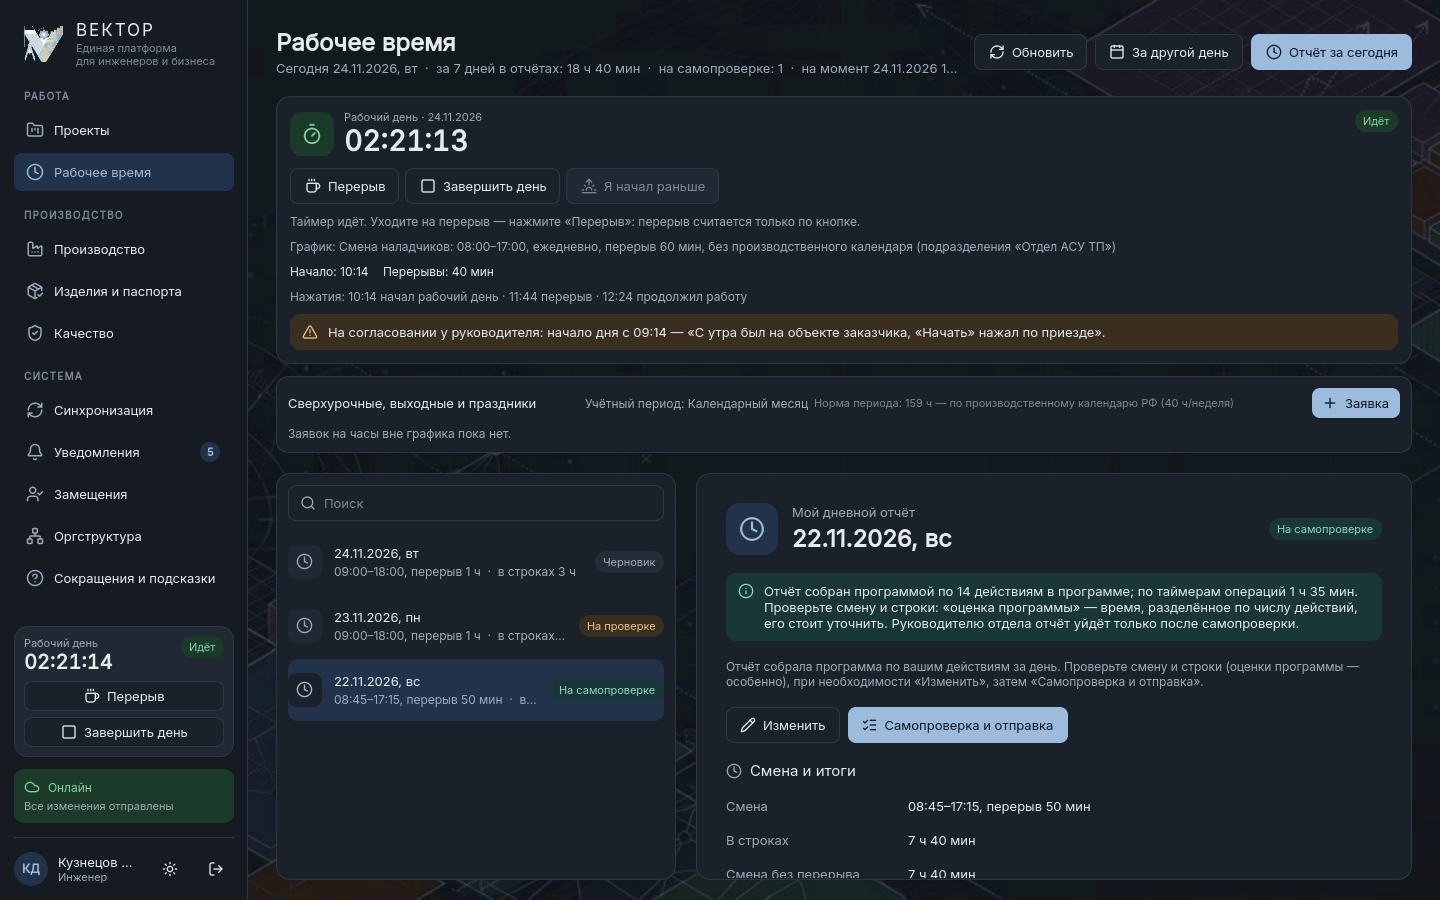 ВЕКТОР
Единая платформа
для инженеров и бизнеса
РАБОТА
Проекты
Рабочее время
ПРОИЗВОДСТВО
Производство
Изделия и паспорта
Качество
СИСТЕМА
Синхронизация
Уведомления
5
Замещения
Оргструктура
Сокращения и подсказки
Рабочий день
Идёт
02:21:14
Перерыв
Завершить день
Онлайн
Все изменения отправлены
КД
Кузнецов ...
Инженер
Рабочее время
Сегодня 24.11.2026, вт · за 7 дней в отчётах: 18 ч 40 мин · на самопроверке: 1 · на момент 24.11.2026 1...
Обновить
За другой день
Отчёт за сегодня
Рабочий день · 24.11.2026
02:21:13
Идёт
Перерыв
Завершить день
Я начал раньше
Таймер идёт. Уходите на перерыв — нажмите «Перерыв»: перерыв считается только по кнопке.
График: Смена наладчиков: 08:00–17:00, ежедневно, перерыв 60 мин, без производственного календаря (подразделения «Отдел АСУ ТП»)
Начало: 10:14 Перерывы: 40 мин
Нажатия: 10:14 начал рабочий день · 11:44 перерыв · 12:24 продолжил работу
На согласовании у руководителя: начало дня с 09:14 — «С утра был на объекте заказчика, «Начать» нажал по приезде».
Сверхурочные, выходные и праздники
Учётный период: Календарный месяц
Норма периода: 159 ч — по производственному календарю РФ (40 ч/неделя)
Заявка
Заявок на часы вне графика пока нет.
Поиск
24.11.2026, вт
09:00–18:00, перерыв 1 ч · в строках 3 ч
Черновик
23.11.2026, пн
09:00–18:00, перерыв 1 ч · в строках...
На проверке
22.11.2026, вс
08:45–17:15, перерыв 50 мин · в...
На самопроверке
Мой дневной отчёт
22.11.2026, вс
На самопроверке
Отчёт собран программой по 14 действиям в программе; по таймерам операций 1 ч 35 мин.
Проверьте смену и строки: «оценка программы» — время, разделённое по числу действий,
его стоит уточнить. Руководителю отдела отчёт уйдёт только после самопроверки.
Отчёт собрала программа по вашим действиям за день. Проверьте смену и строки (оценки программы —
особенно), при необходимости «Изменить», затем «Самопроверка и отправка».
Изменить
Самопроверка и отправка
Смена и итоги
Смена
08:45–17:15, перерыв 50 мин
В строках
7 ч 40 мин
Смена без перерыва
7 ч 40 мин